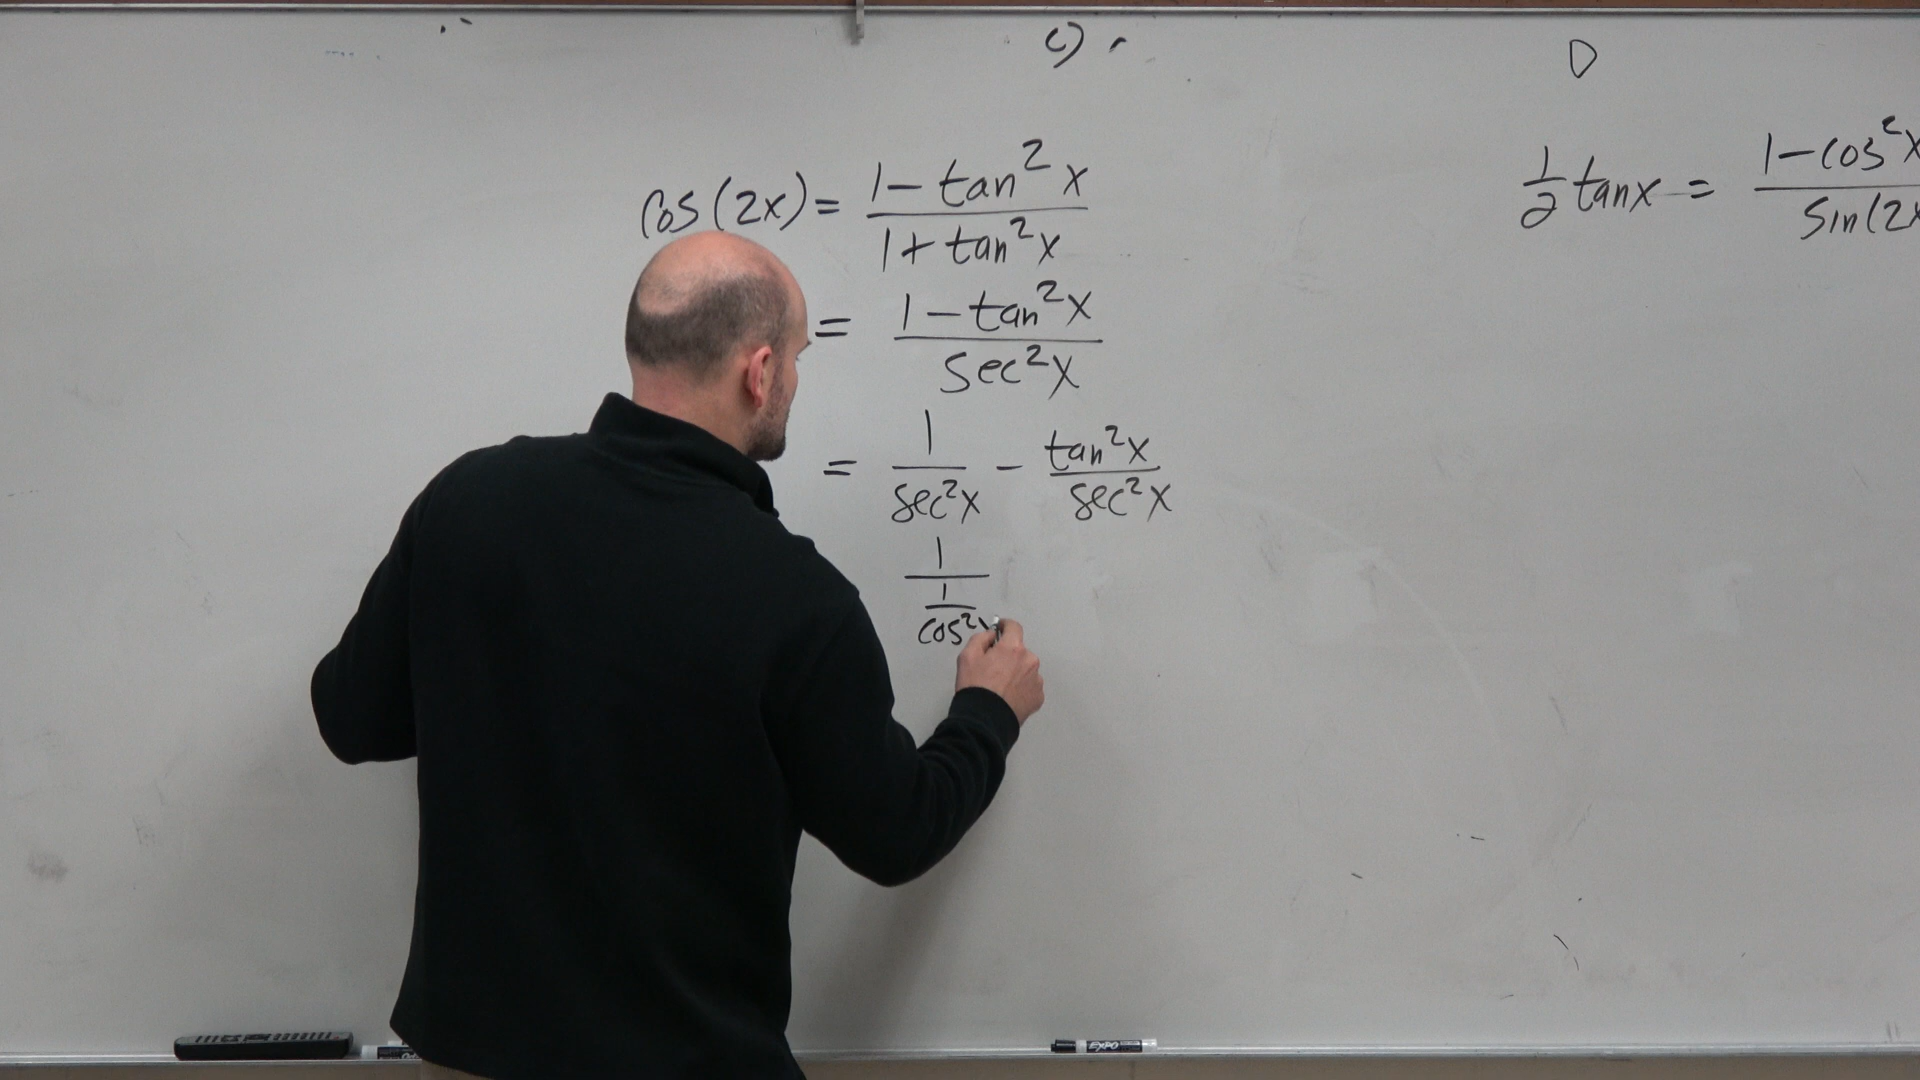 c)
D
cos(2x) = (1 - tan²x)/(1 + tan²x)
= (1 - tan²x)/(sec²x)
= 1/(sec²x) - (tan²x)/(sec²x)
1/(1/(cos²x))
½ tanx = (1 - cos²x)/(sin(2x
EXPO